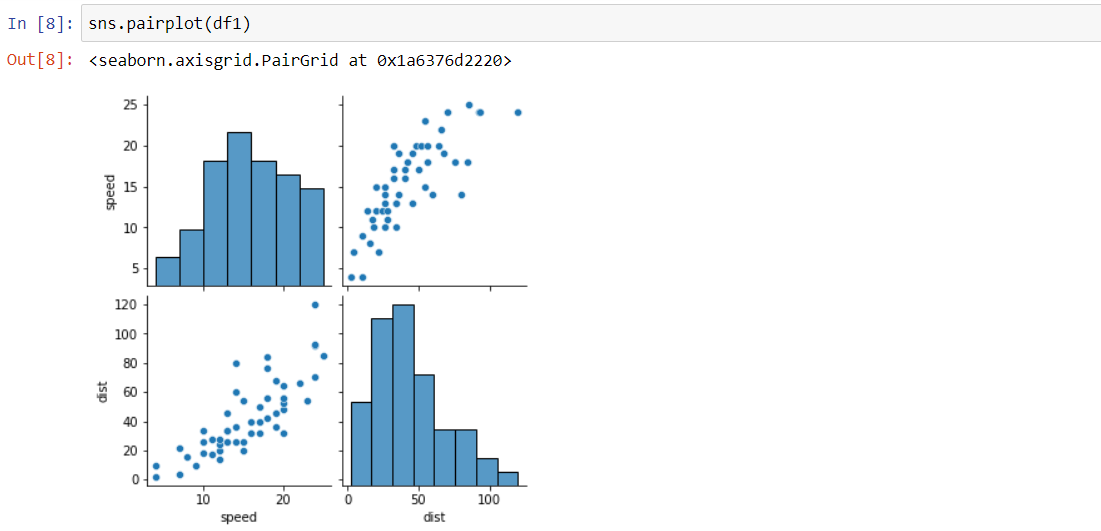 In [8]: sns.pairplot(df1)
Out[8]: <seaborn.axisgrid.PairGrid at 0x1a6376d2220>
25
20
15
10
5
speed
120
100
80
60
40
20
0
dist
10 20 0 50 100
speed dist